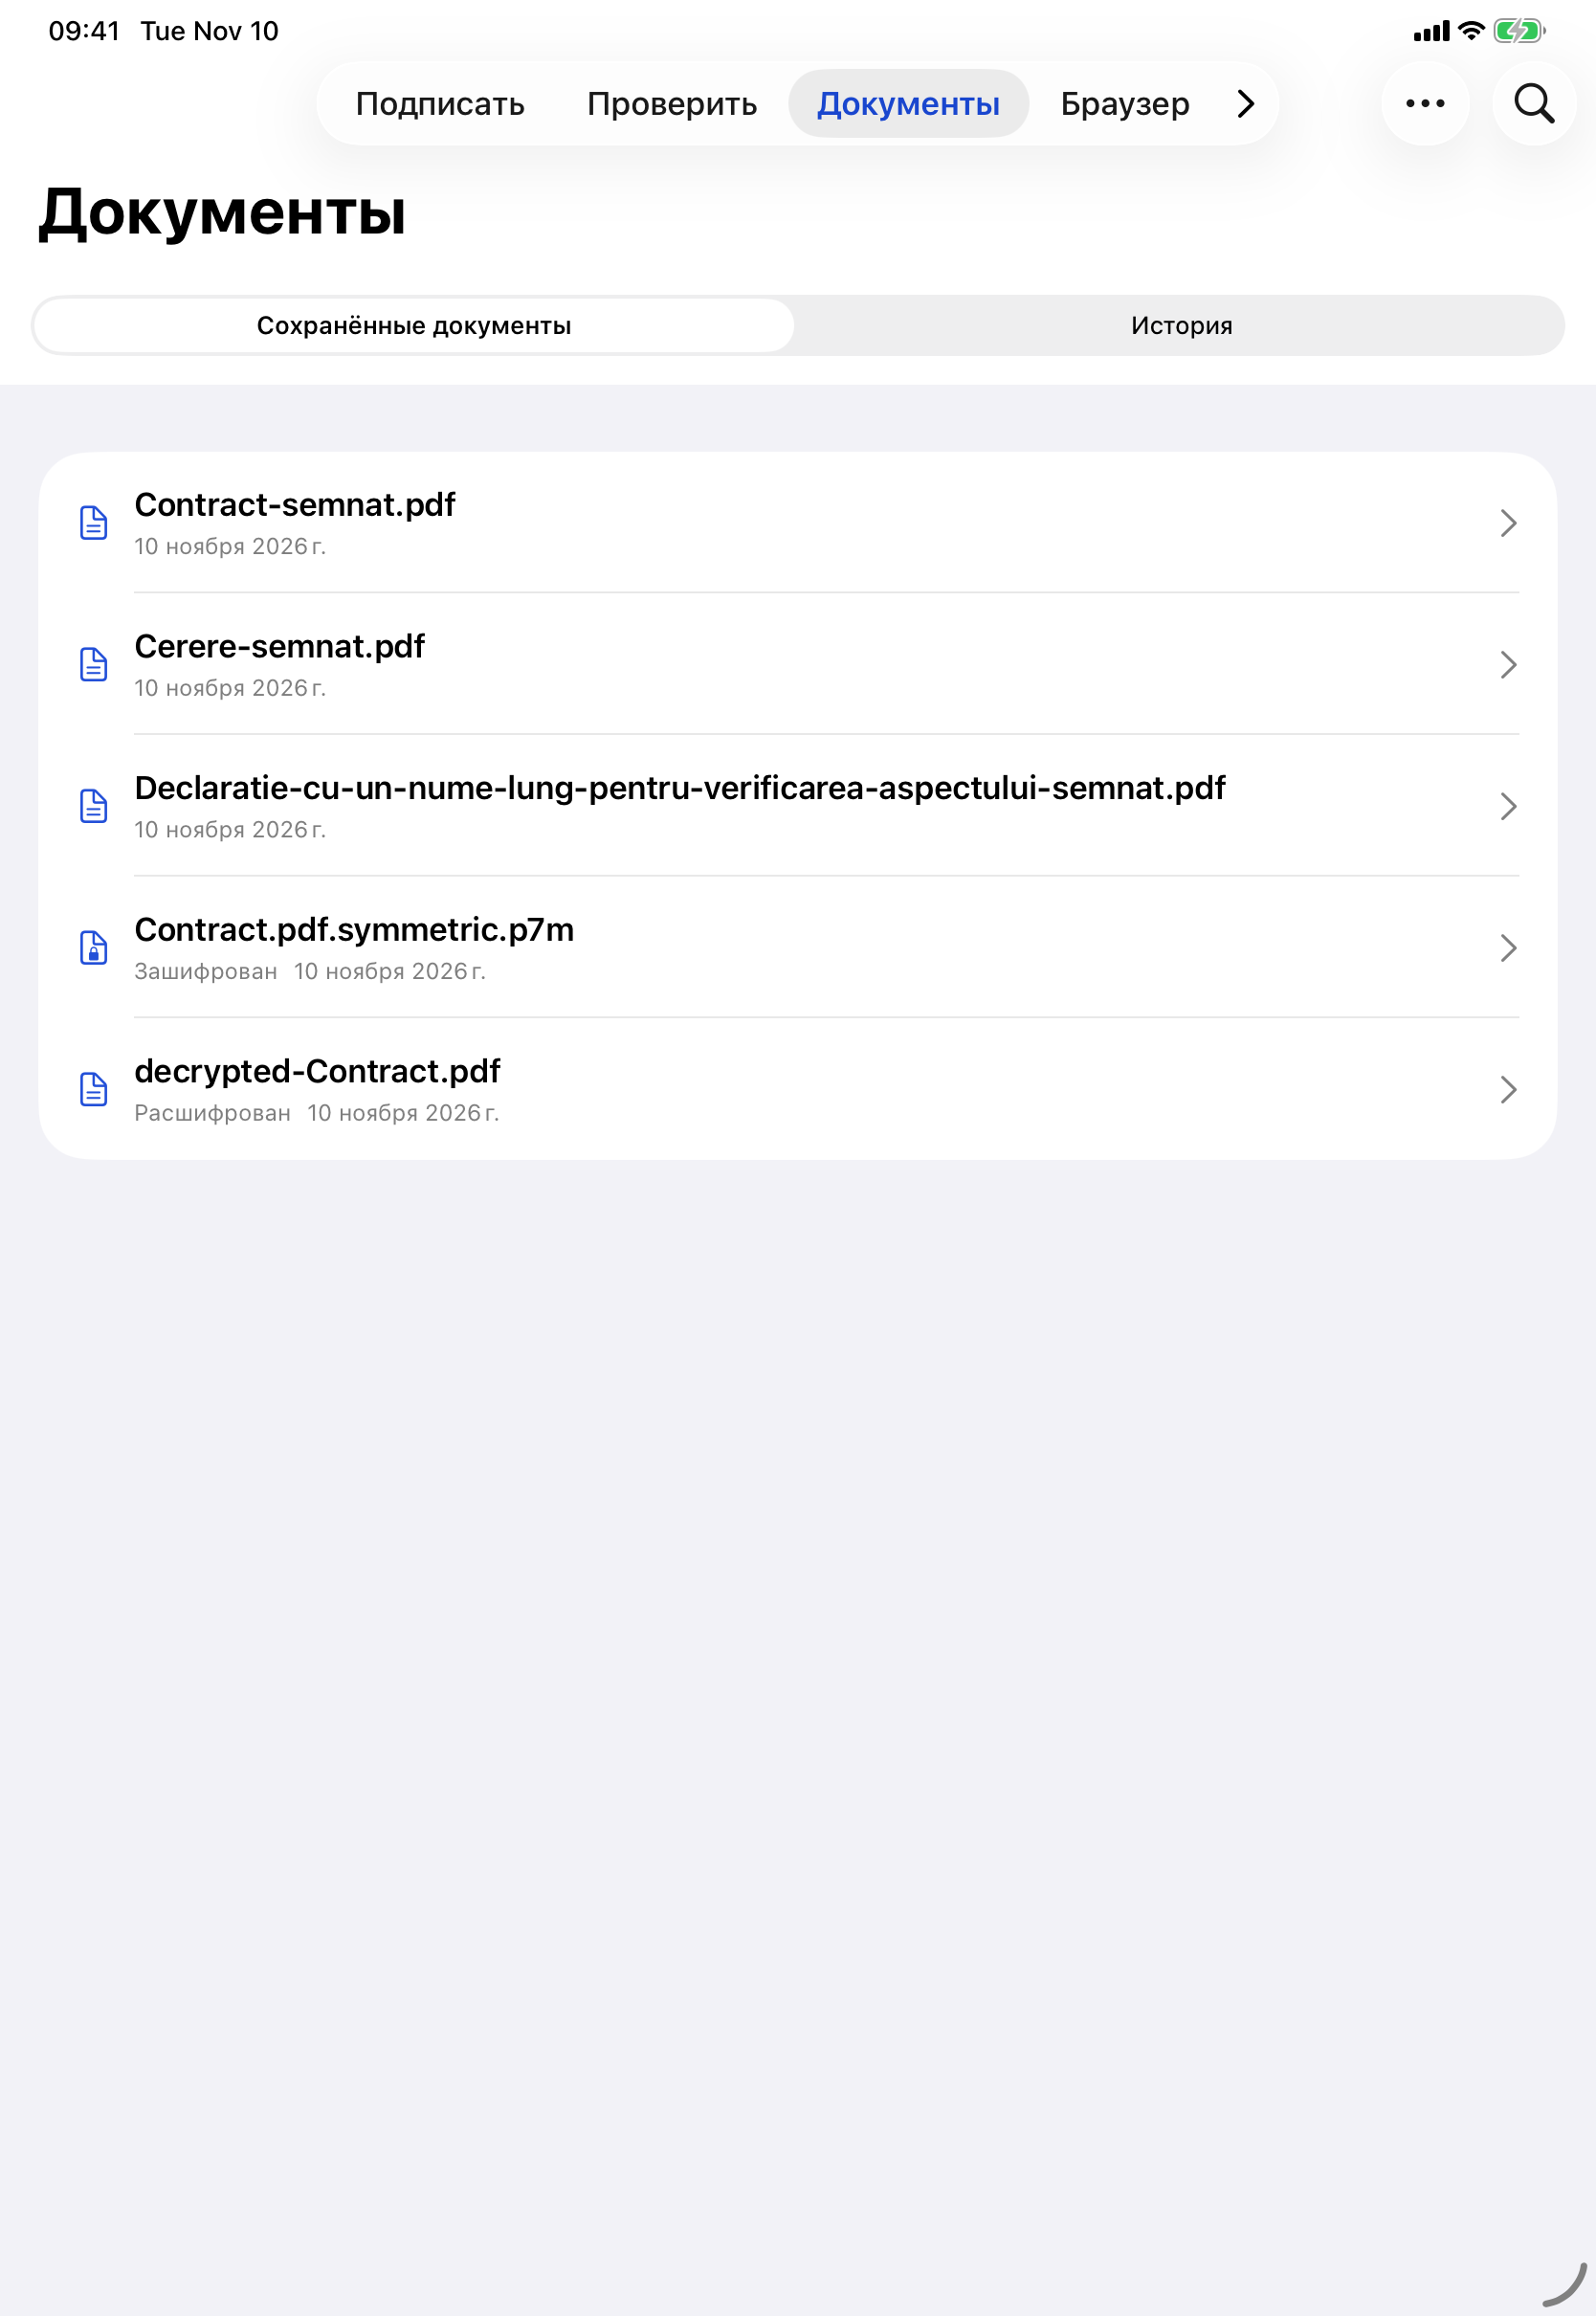 09:41 Tue Nov 10
Подписать Проверить Документы Браузер
Документы
Сохранённые документы История
Contract-semnat.pdf
10 ноября 2026 г.
Cerere-semnat.pdf
10 ноября 2026 г.
Declaratie-cu-un-nume-lung-pentru-verificarea-aspectului-semnat.pdf
10 ноября 2026 г.
Contract.pdf.symmetric.p7m
Зашифрован 10 ноября 2026 г.
decrypted-Contract.pdf
Расшифрован 10 ноября 2026 г.